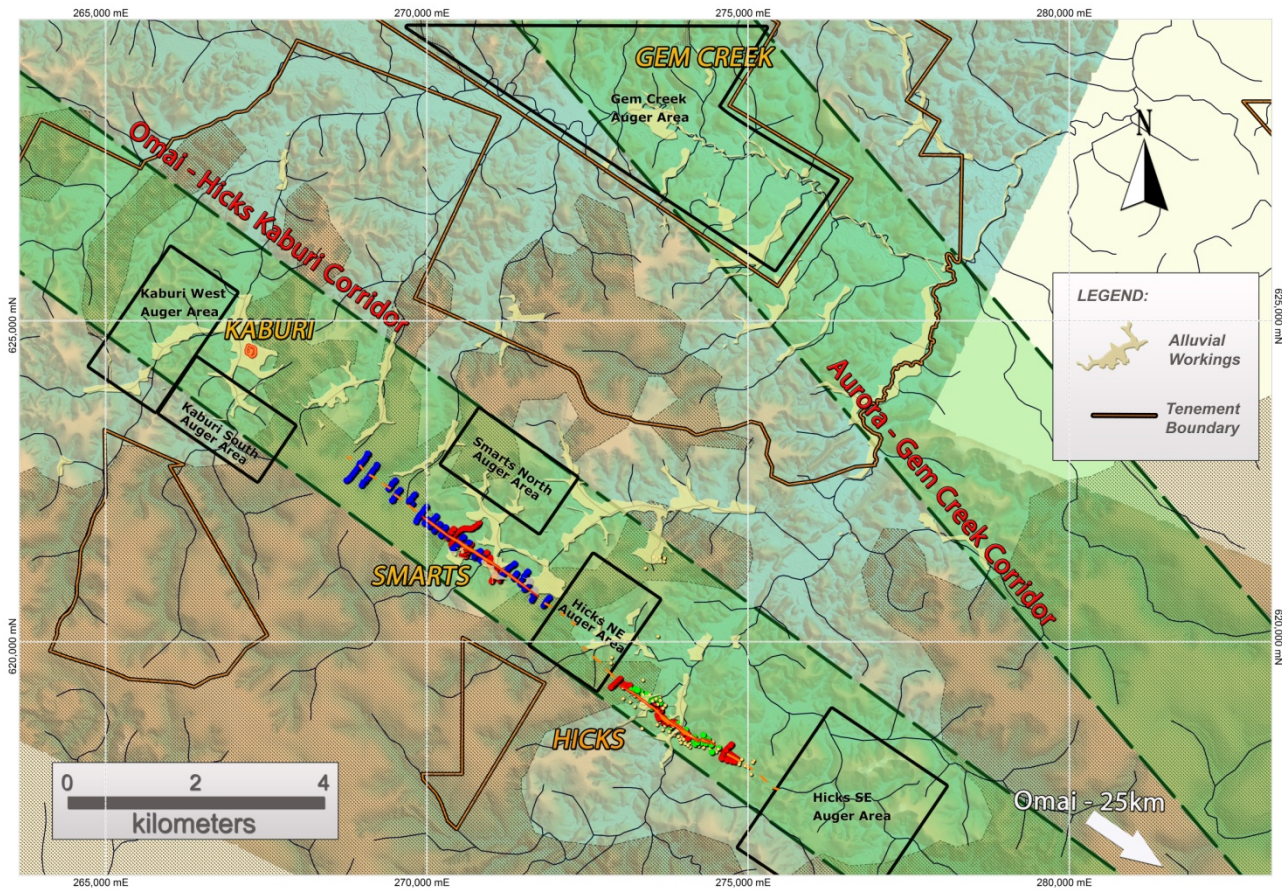 265,000 mE
270,000 mE
275,000 mE
280,000 mE
GEM CREEK
Gem Creek
Auger Area
N
Omai - Hicks Kaburi Corridor
Kaburi West
Auger Area
KABURI
625,000 mN
625,000 mN
LEGEND:
Alluvial
Workings
Tenement
Boundary
Kaburi South
Auger Area
Smarts North
Auger Area
Aurora - Gem Creek Corridor
SMARTS
Hicks NE
Auger Area
620,000 mN
620,000 mN
HICKS
0 2 4
kilometers
Hicks SE
Auger Area
Omai - 25km
265,000 mE
270,000 mE
275,000 mE
280,000 mE